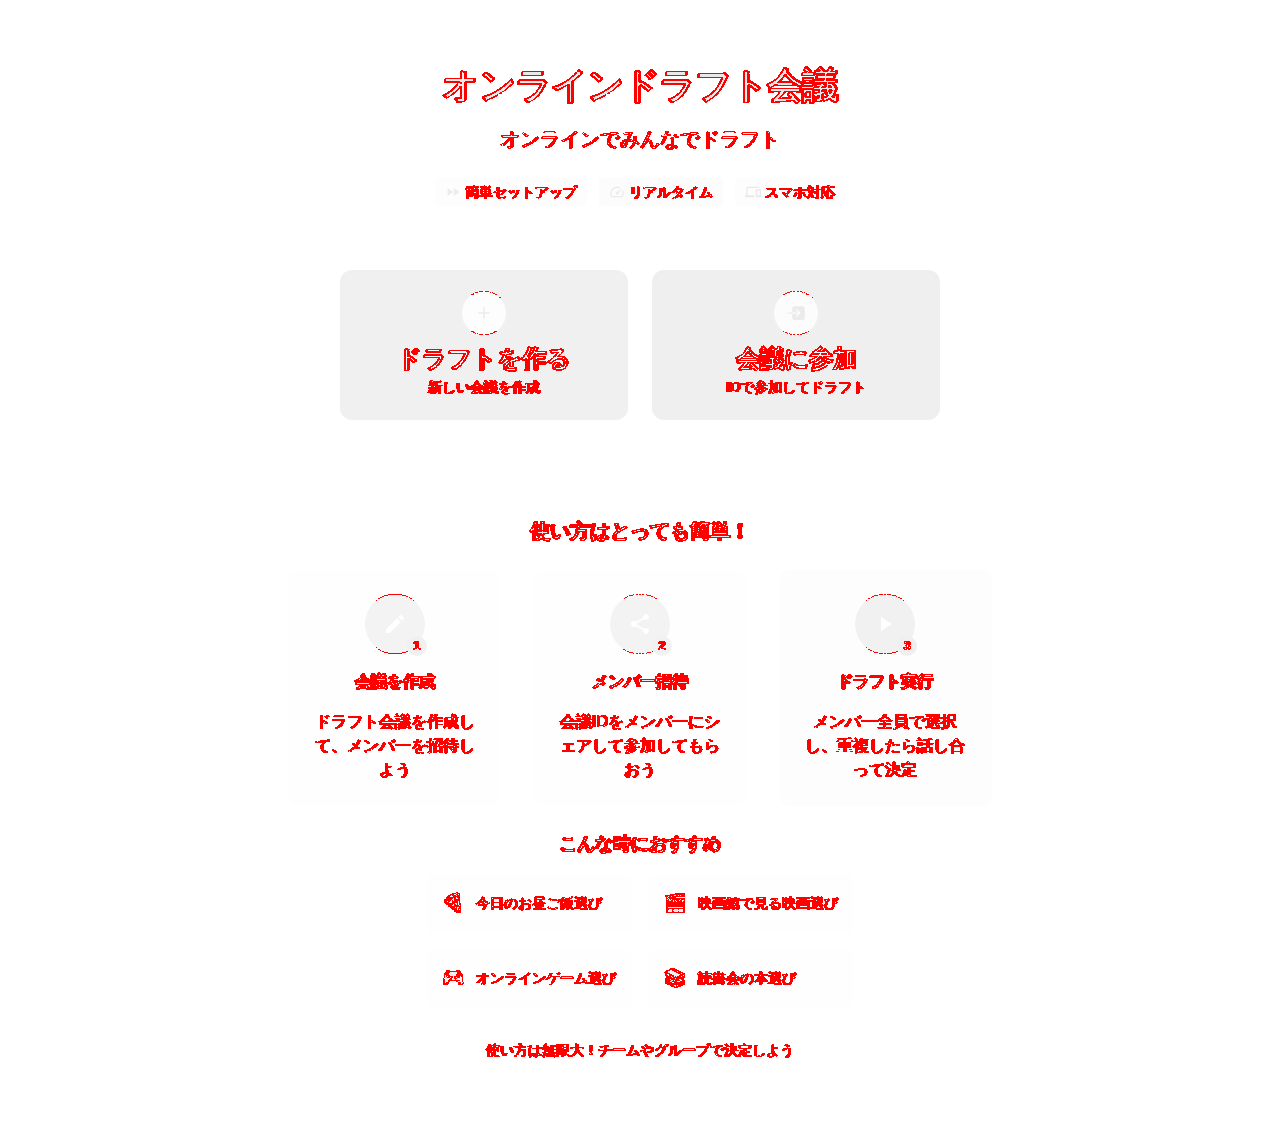 オンラインドラフト会議
オンラインでみんなでドラフト
簡単セットアップ
リアルタイム
スマホ対応
ドラフトを作る
新しい会議を作成
会議に参加
IDで参加してドラフト
使い方はとっても簡単！
1
会議を作成
ドラフト会議を作成し
て、メンバーを招待し
よう
2
メンバー招待
会議IDをメンバーにシ
ェアして参加してもら
おう
3
ドラフト実行
メンバー全員で選択
し、重複したら話し合
って決定
こんな時におすすめ
今日のお昼ご飯選び
映画館で見る映画選び
オンラインゲーム選び
読書会の本選び
使い方は無限大！チームやグループで決定しよう